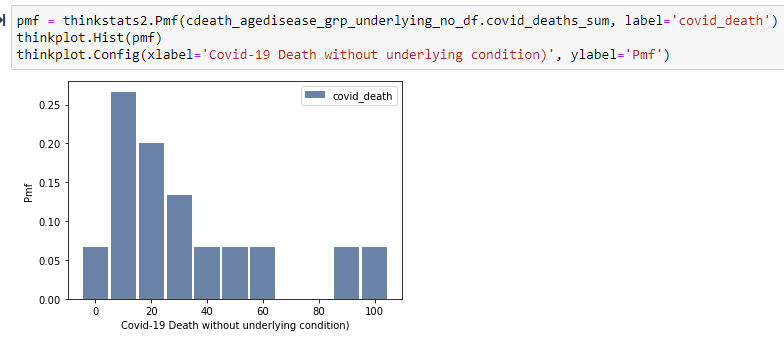 pmf = thinkstats2.Pmf(cdeath_agedisease_grp_underlying_no_df.covid_deaths_sum, label='covid_death')
thinkplot.Hist(pmf)
thinkplot.Config(xlabel='Covid-19 Death without underlying condition)', ylabel='Pmf')
covid_death
0.25
0.20
0.15
0.10
0.05
0.00
Pmf
0 20 40 60 80 100
Covid-19 Death without underlying condition)